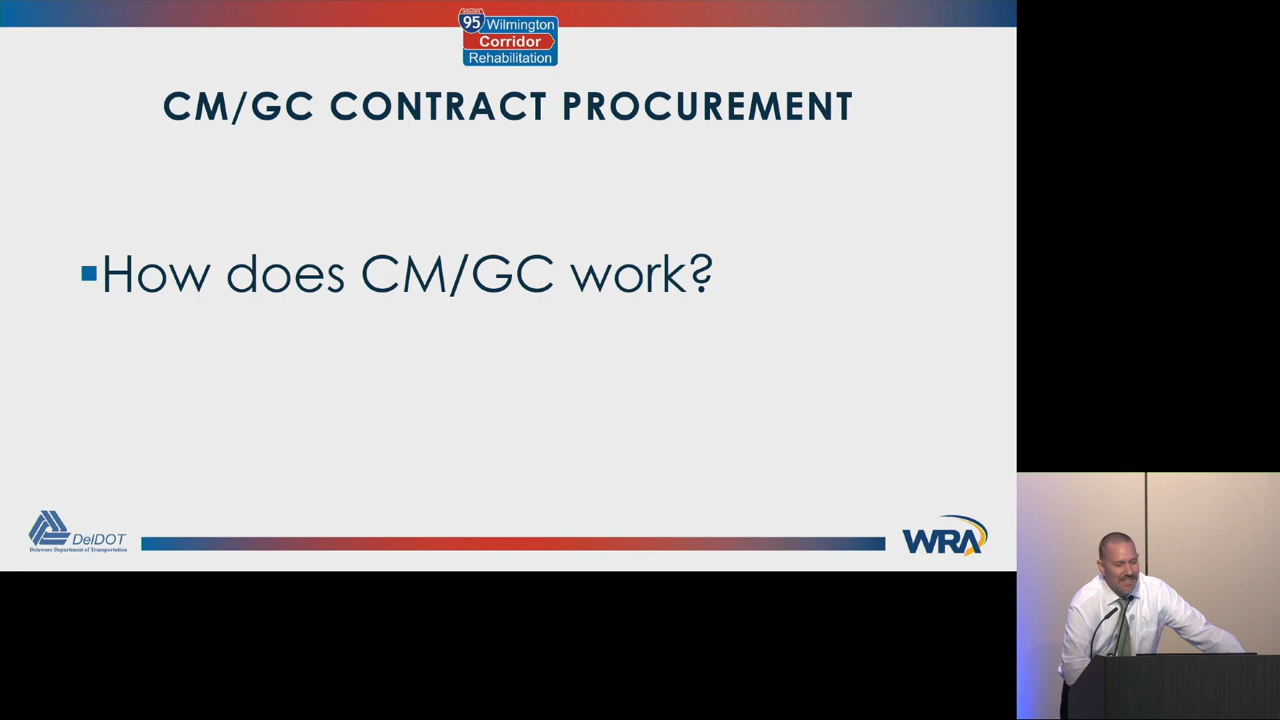 95 Wilmington
Corridor
Rehabilitation
CM/GC CONTRACT PROCUREMENT
▪How does CM/GC work?
DelDOT
Delaware Department of Transportation
WRA